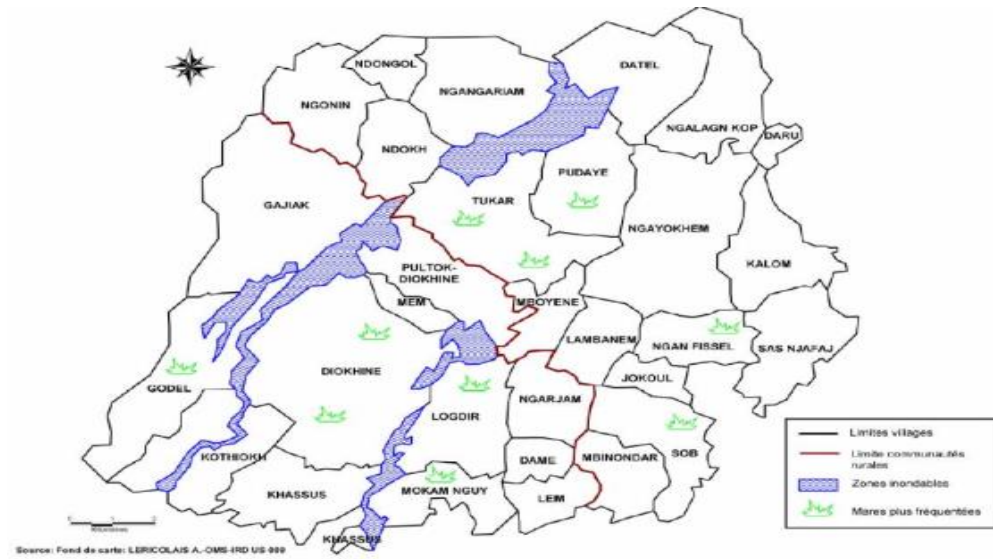 NDONGOL
DATEL
NGANGARIAM
NGONIN
NGALAGN KOP
DARU
NDOKH
PUDAYE
TUKAR
GAJIAK
NGAYOKHEM
KALOM
PULTOK-
DIOKHINE
MEM
MBOYENE
LAMBANEM
NGAN FISSEL
SAS NJAFAJ
DIOKHINE
JOKOUL
GODEL
NGARJAM
LOGDIR
KOTHIOKH
DAME
MBINONDAR
SOB
KHASSUS
MOKAM NGUY
LEM
KHASSUS
Limites villages
Limite communautés
rurales
Zones inondables
Mares plus fréquentées
Source: Fond de carte: LERICOLAIS A.-OMS-IRD US 009